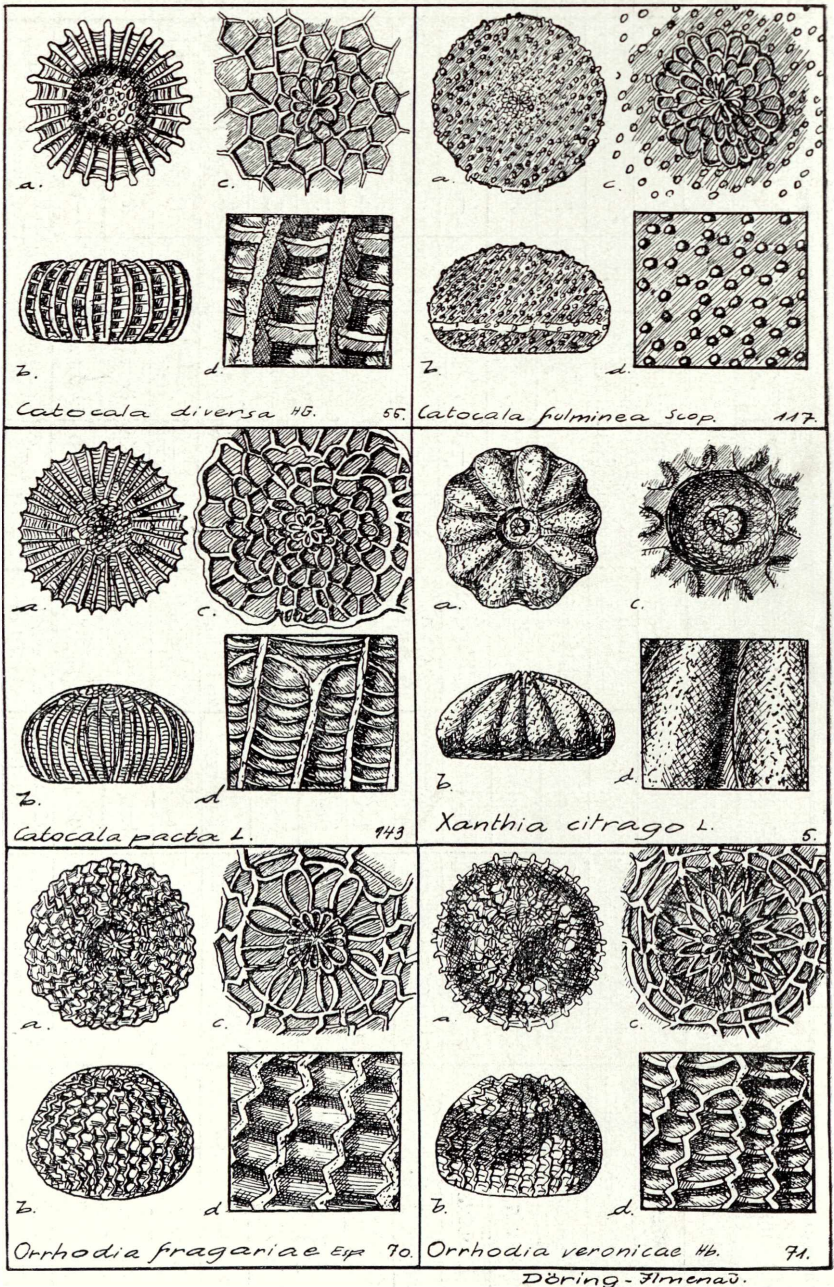 a. c.
b. d.
Catocala diversa HG. 55.
a. c.
b. d.
Catocala fulminea Scop. 117.
a. c.
b. d
Catocala pacta L. 143
a. c.
b. d.
Xanthia citrago L. 5.
a. c.
b. d
Orrhodia fragariae Esp 70.
a. c.
b. d.
Orrhodia veronicae Hb. 71.
Döring-Ilmenau.